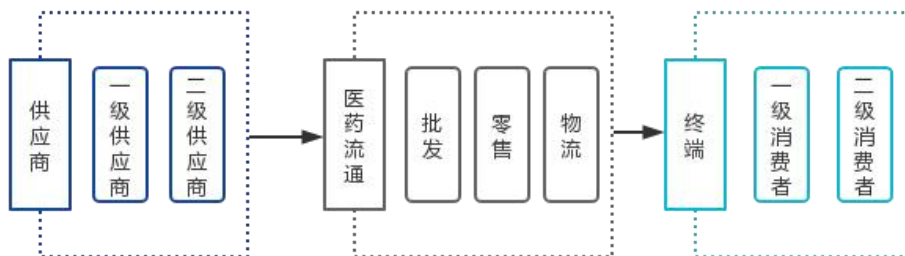 供应商
一级供应商
二级供应商
医药流通
批发
零售
物流
终端
一级消费者
二级消费者